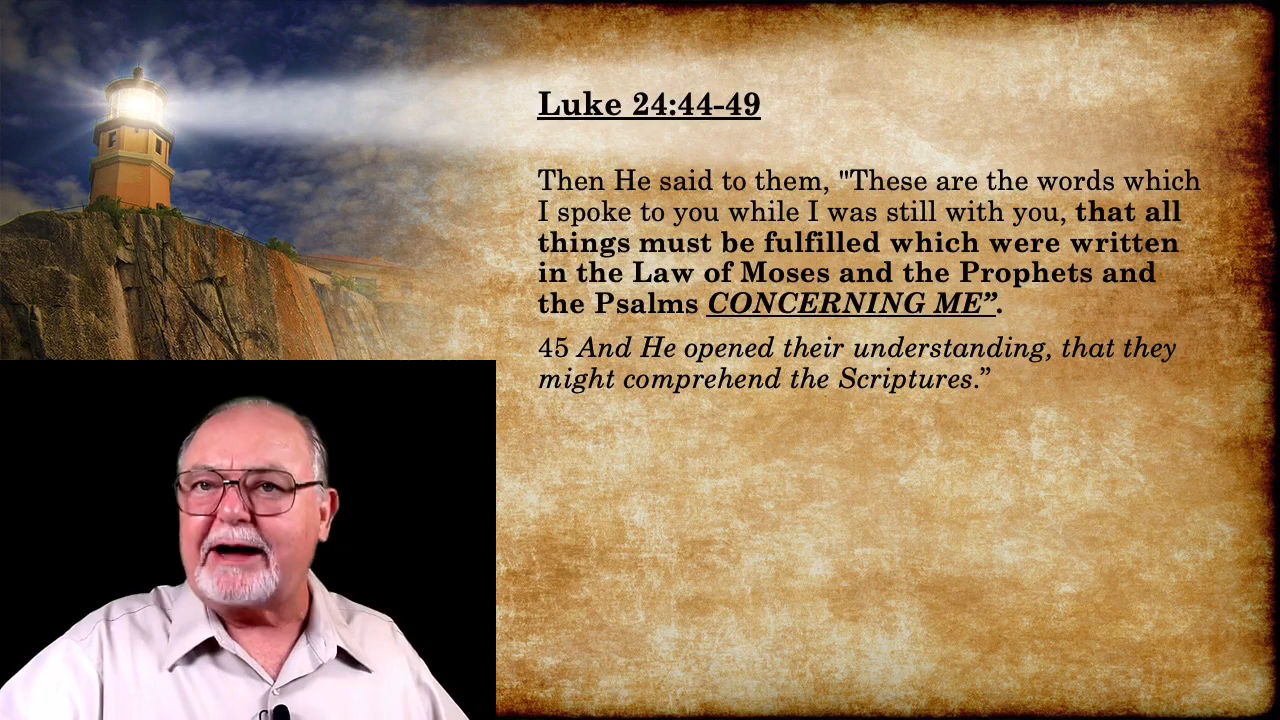 Luke 24:44-49
Then He said to them, "These are the words which
I spoke to you while I was still with you, that all
things must be fulfilled which were written
in the Law of Moses and the Prophets and
the Psalms CONCERNING ME”.
45 And He opened their understanding, that they
might comprehend the Scriptures.”